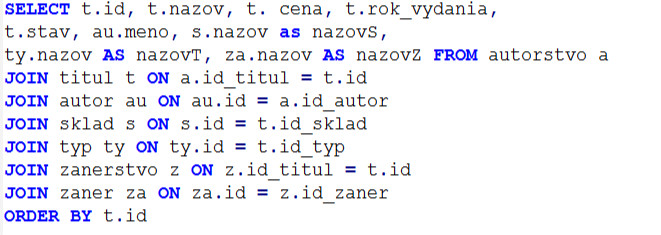 SELECT t.id, t.nazov, t. cena, t.rok_vydania,
t.stav, au.meno, s.nazov as nazovS,
ty.nazov AS nazovT, za.nazov AS nazovZ FROM autorstvo a
JOIN titul t ON a.id_titul = t.id
JOIN autor au ON au.id = a.id_autor
JOIN sklad s ON s.id = t.id_sklad
JOIN typ ty ON ty.id = t.id_typ
JOIN zanerstvo z ON z.id_titul = t.id
JOIN zaner za ON za.id = z.id_zaner
ORDER BY t.id